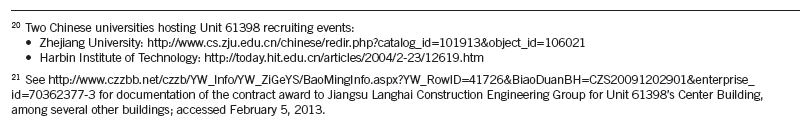 20 Two Chinese universities hosting Unit 61398 recruiting events:
• Zhejiang University: http://www.cs.zju.edu.cn/chinese/redir.php?catalog_id=101913&object_id=106021
• Harbin Institute of Technology: http://today.hit.edu.cn/articles/2004/2-23/12619.htm
21 See http://www.czzbb.net/czzb/YW_Info/YW_ZiGeYS/BaoMingInfo.aspx?YW_RowID=41726&BiaoDuanBH=CZS20091202901&enterprise_
id=70362377-3 for documentation of the contract award to Jiangsu Langhai Construction Engineering Group for Unit 61398's Center Building,
among several other buildings; accessed February 5, 2013.